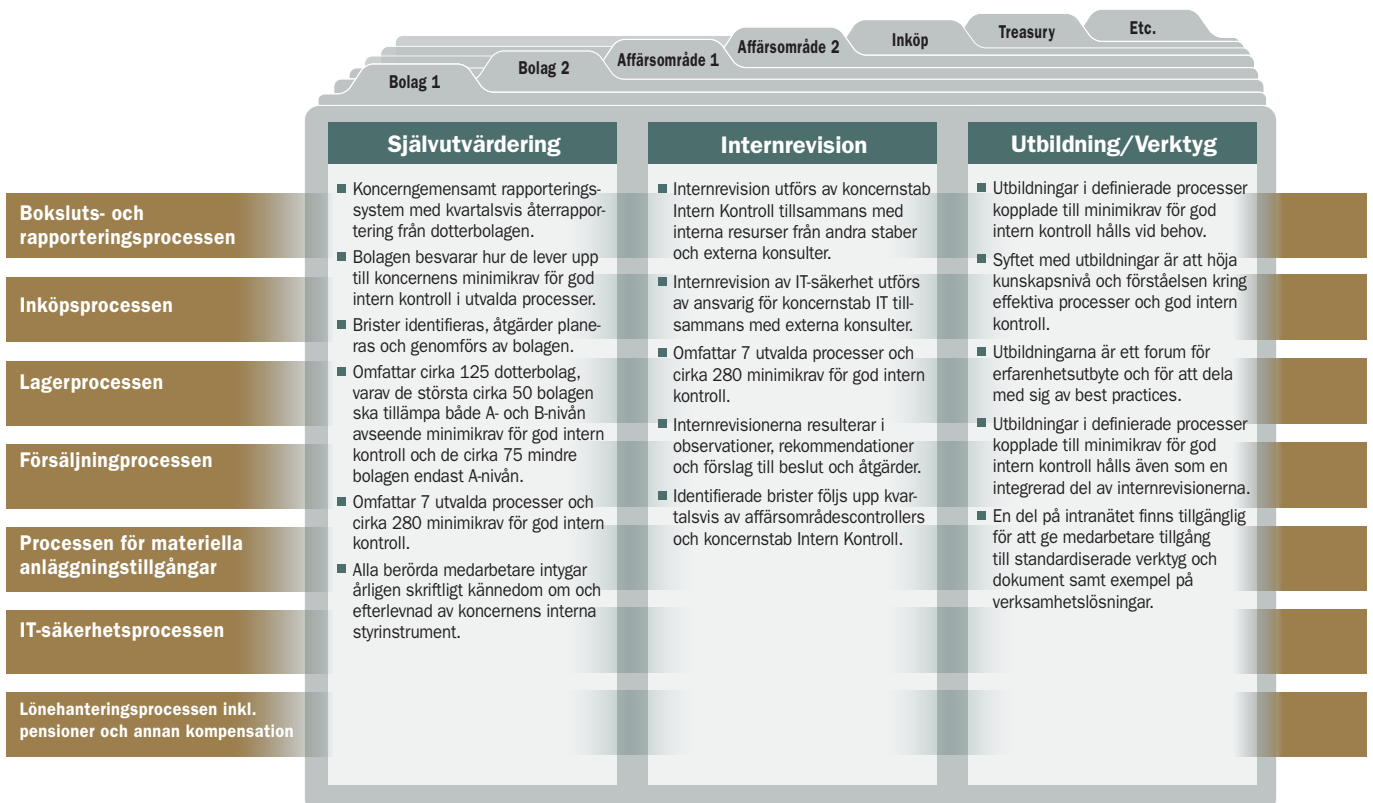 Etc.
Treasury
Inköp
Affärsområde 2
Affärsområde 1
Bolag 2
Bolag 1
Boksluts- och
rapporteringsprocessen
Inköpsprocessen
Lagerprocessen
Försäljningprocessen
Processen för materiella
anläggningstillgångar
IT-säkerhetsprocessen
Lönehanteringsprocessen inkl.
pensioner och annan kompensation
Självutvärdering
■ Koncerngemensamt rapporterings-
system med kvartalsvis återrappor-
tering från dotterbolagen.
■ Bolagen besvarar hur de lever upp
till koncernens minimikrav för god
intern kontroll i utvalda processer.
■ Brister identifieras, åtgärder plane-
ras och genomförs av bolagen.
■ Omfattar cirka 125 dotterbolag,
varav de största cirka 50 bolagen
ska tillämpa både A- och B-nivån
avseende minimikrav för god intern
kontroll och de cirka 75 mindre
bolagen endast A-nivån.
■ Omfattar 7 utvalda processer och
cirka 280 minimikrav för god intern
kontroll.
■ Alla berörda medarbetare intygar
årligen skriftligt kännedom om och
efterlevnad av koncernens interna
styrinstrument.
Internrevision
■ Internrevision utförs av koncernstab
Intern Kontroll tillsammans med
interna resurser från andra staber
och externa konsulter.
■ Internrevision av IT-säkerhet utförs
av ansvarig för koncernstab IT till-
sammans med externa konsulter.
■ Omfattar 7 utvalda processer och
cirka 280 minimikrav för god intern
kontroll.
■ Internrevisionerna resulterar i
observationer, rekommendationer
och förslag till beslut och åtgärder.
■ Identifierade brister följs upp kvar-
talsvis av affärsområdescontrollers
och koncernstab Intern Kontroll.
Utbildning/Verktyg
■ Utbildningar i definierade processer
kopplade till minimikrav för god
intern kontroll hålls vid behov.
■ Syftet med utbildningar är att höja
kunskapsnivå och förståelsen kring
effektiva processer och god intern
kontroll.
■ Utbildningarna är ett forum för
erfarenhetsutbyte och för att dela
med sig av best practices.
■ Utbildningar i definierade processer
kopplade till minimikrav för god
intern kontroll hålls även som en
integrerad del av internrevisionerna.
■ En del på intranätet finns tillgänglig
för att ge medarbetare tillgång
till standardiserade verktyg och
dokument samt exempel på
verksamhetslösningar.